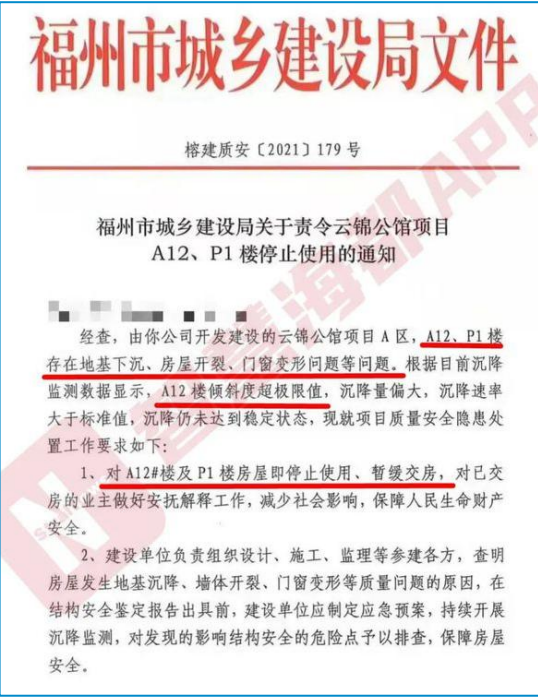 福州市城乡建设局文件
榕建质安〔2021〕179 号
福州市城乡建设局关于责令云锦公馆项目
A12、P1 楼停止使用的通知
经查，由你公司开发建设的云锦公馆项目 A 区，A12、P1 楼
存在地基下沉、房屋开裂、门窗变形问题等问题。根据目前沉降
监测数据显示，A12 楼倾斜度超极限值，沉降量偏大，沉降速率
大于标准值，沉降仍未达到稳定状态，现就项目质量安全隐患处
置工作要求如下：
1、对 A12#楼及 P1 楼房屋即停止使用、暂缓交房，对已交
房的业主做好安抚解释工作，减少社会影响，保障人民生命财产
安全。
2、建设单位负责组织设计、施工、监理等参建各方，查明
房屋发生地基沉降、墙体开裂、门窗变形等质量问题的原因，在
结构安全鉴定报告出具前，建设单位应制定应急预案，持续开展
沉降监测，对发现的影响结构安全的危险点予以排查，保障房屋
安全。
智慧海都APP